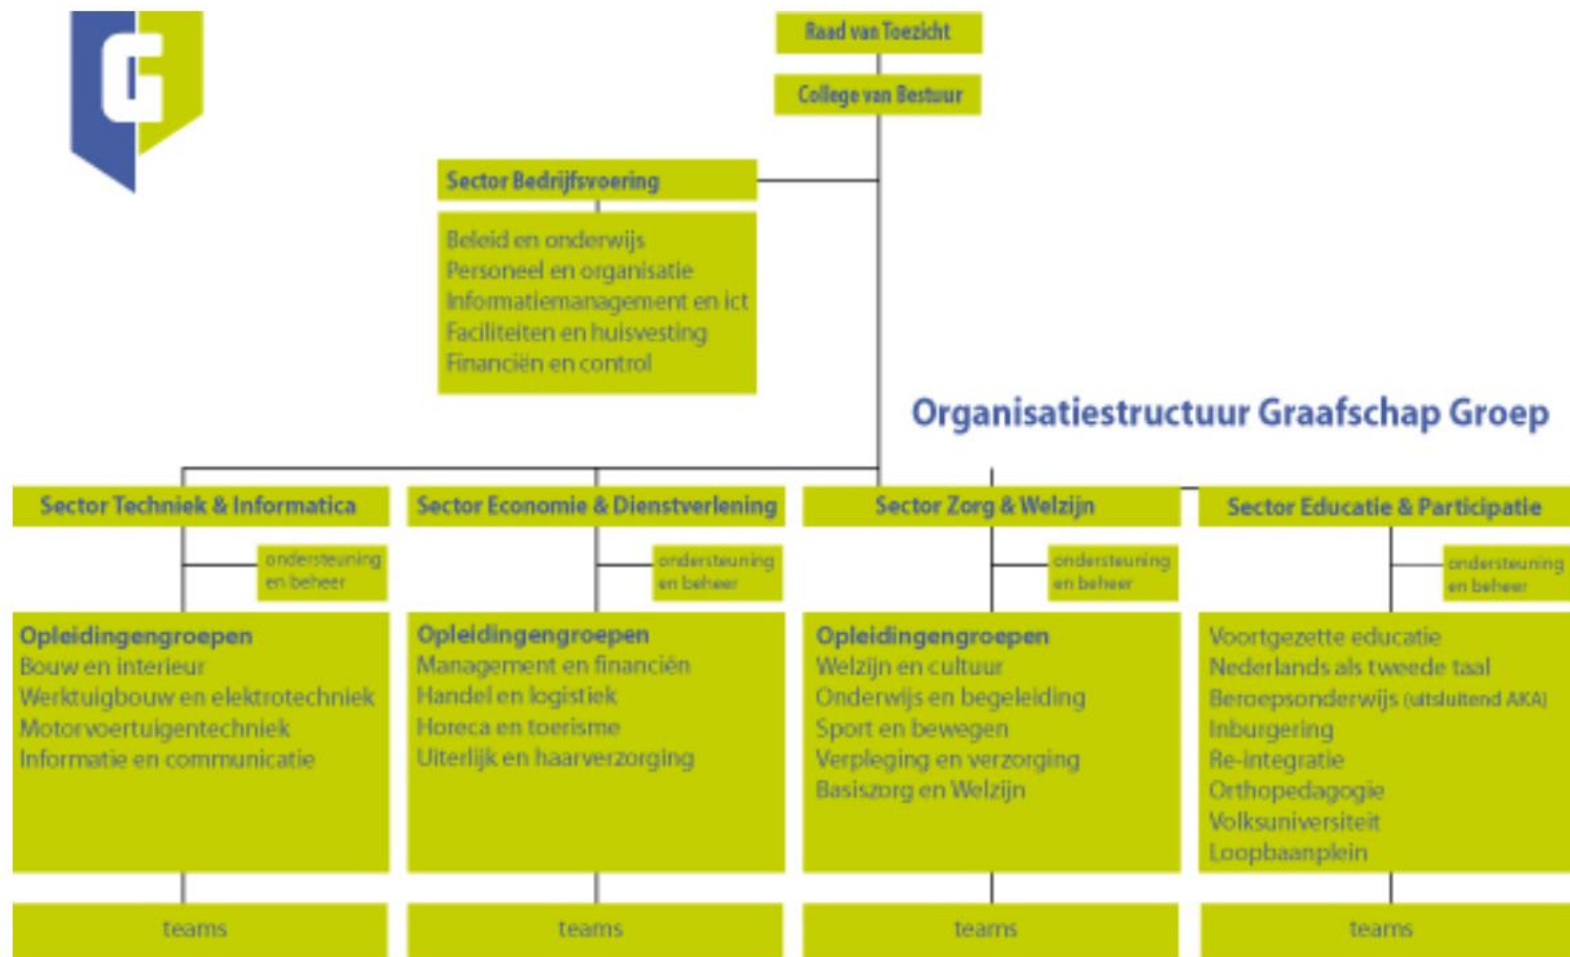 G
Raad van Toezicht
College van Bestuur
Sector Bedrijfsvoering
Beleid en onderwijs
Personeel en organisatie
Informatiemanagement en ict
Faciliteiten en huisvesting
Financiën en control
Organisatiestructuur Graafschap Groep
Sector Techniek & Informatica
ondersteuning
en beheer
Opleidingengroepen
Bouw en interieur
Werktuigbouw en elektrotechniek
Motorvoertuigentechniek
Informatie en communicatie
teams
Sector Economie & Dienstverlening
ondersteuning
en beheer
Opleidingengroepen
Management en financiën
Handel en logistiek
Horeca en toerisme
Uiterlijk en haarverzorging
teams
Sector Zorg & Welzijn
ondersteuning
en beheer
Opleidingengroepen
Welzijn en cultuur
Onderwijs en begeleiding
Sport en bewegen
Verpleging en verzorging
Basiszorg en Welzijn
teams
Sector Educatie & Participatie
ondersteuning
en beheer
Voortgezette educatie
Nederlands als tweede taal
Beroepsonderwijs (uitsluitend AKA)
Inburgering
Re-integratie
Orthopedagogie
Volksuniversiteit
Loopbaanplein
teams